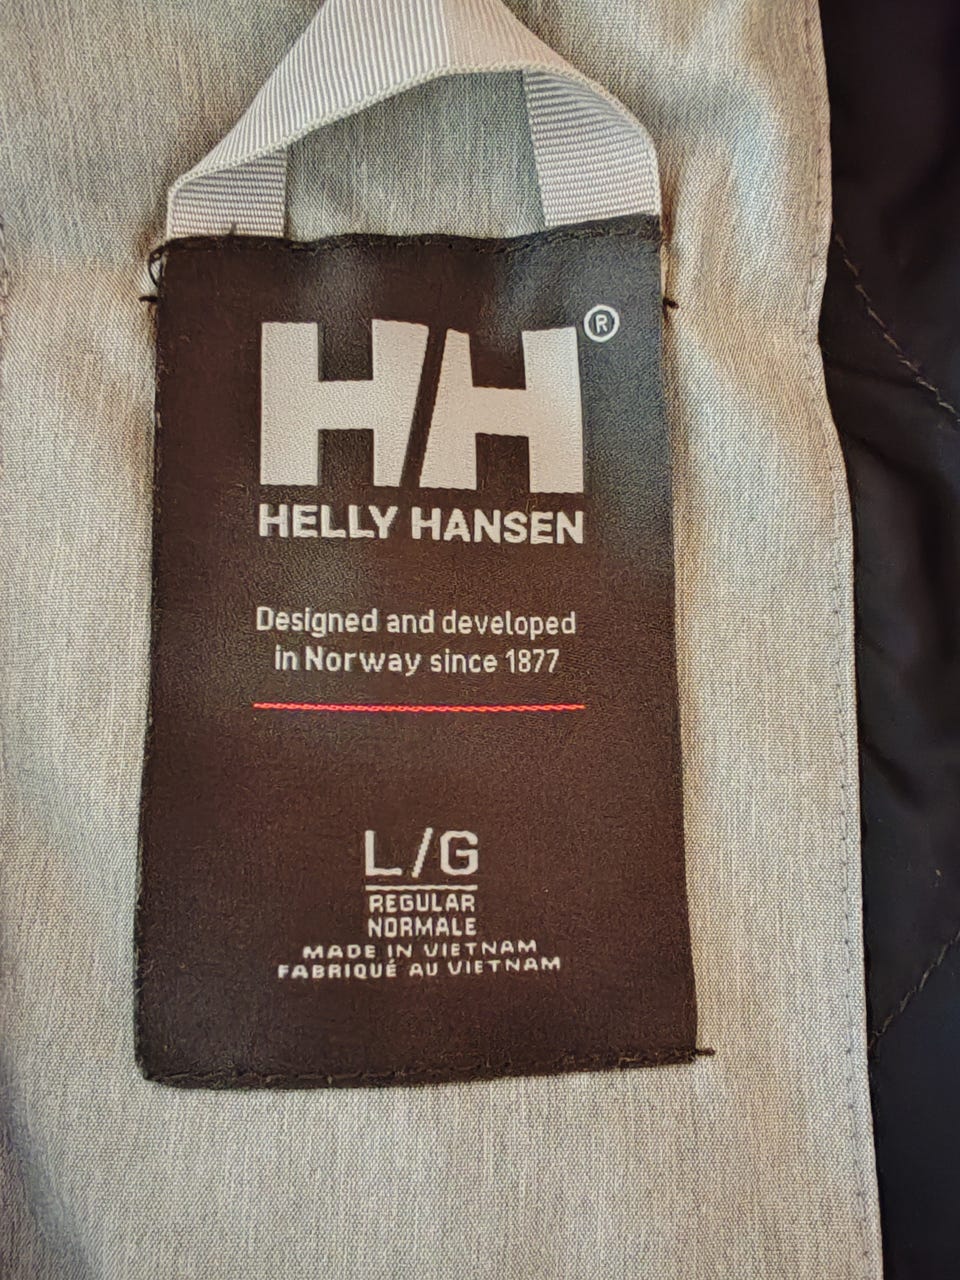 HH®
HELLY HANSEN
Designed and developed
in Norway since 1877
L/G
REGULAR
NORMALE
MADE IN VIETNAM
FABRIQUÉ AU VIETNAM